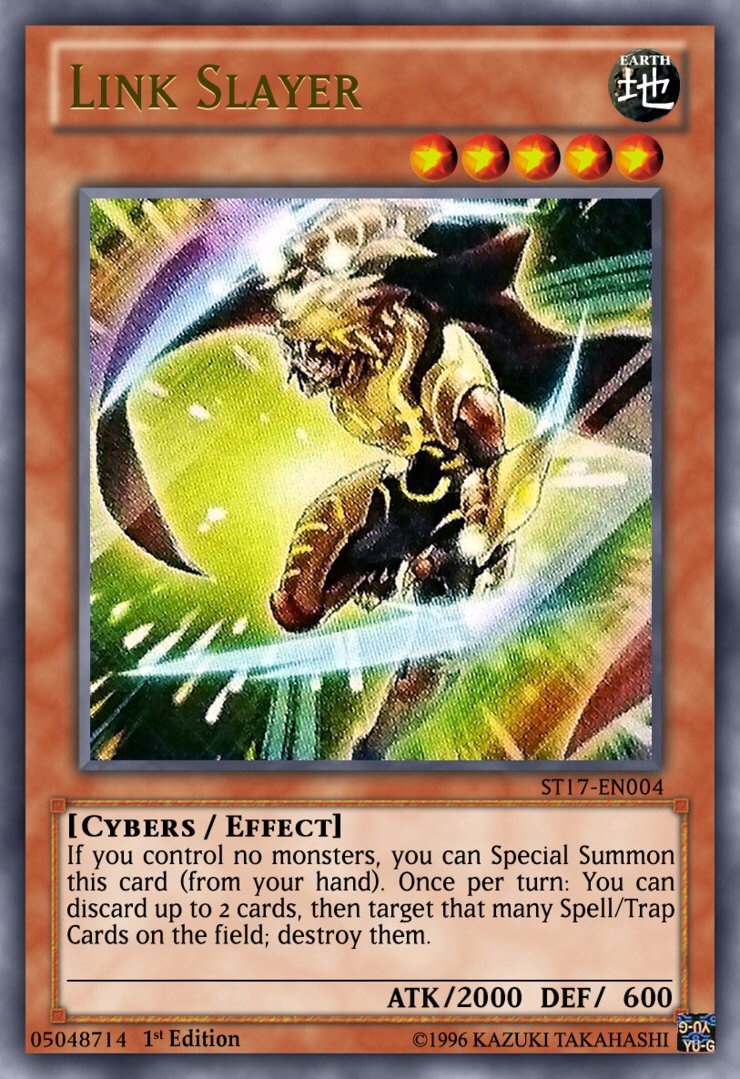 LINK SLAYER
EARTH
地
ST17-EN004
[CYBERS / EFFECT]
If you control no monsters, you can Special Summon
this card (from your hand). Once per turn: You can
discard up to 2 cards, then target that many Spell/Trap
Cards on the field; destroy them.
ATK/2000 DEF/ 600
05048714 1st Edition ©1996 KAZUKI TAKAHASHI